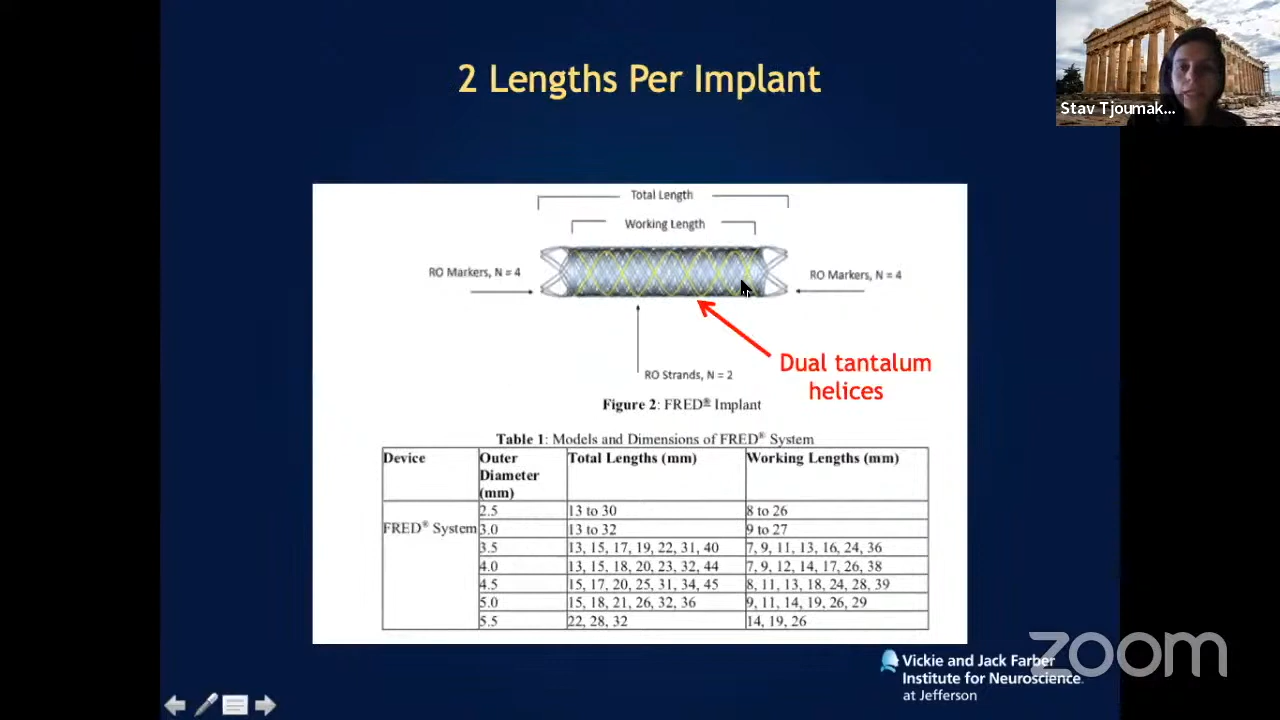 2 Lengths Per Implant
Stav Tjoumak...
Total Length
Working Length
RO Markers, N = 4
RO Markers, N = 4
Dual tantalum
helices
RO Strands, N = 2
Figure 2: FRED® Implant
Table 1: Models and Dimensions of FRED® System
Device Outer Diameter (mm) Total Lengths (mm) Working Lengths (mm)
FRED® System
2.5 13 to 30 8 to 26
3.0 13 to 32 9 to 27
3.5 13, 15, 17, 19, 22, 31, 40 7, 9, 11, 13, 16, 24, 36
4.0 13, 15, 18, 20, 23, 32, 44 7, 9, 12, 14, 17, 26, 38
4.5 15, 17, 20, 25, 31, 34, 45 8, 11, 13, 18, 24, 28, 39
5.0 15, 18, 21, 26, 32, 36 9, 11, 14, 19, 26, 29
5.5 22, 28, 32 14, 19, 26
zoom
Vickie and Jack Farber
Institute for Neuroscience
at Jefferson